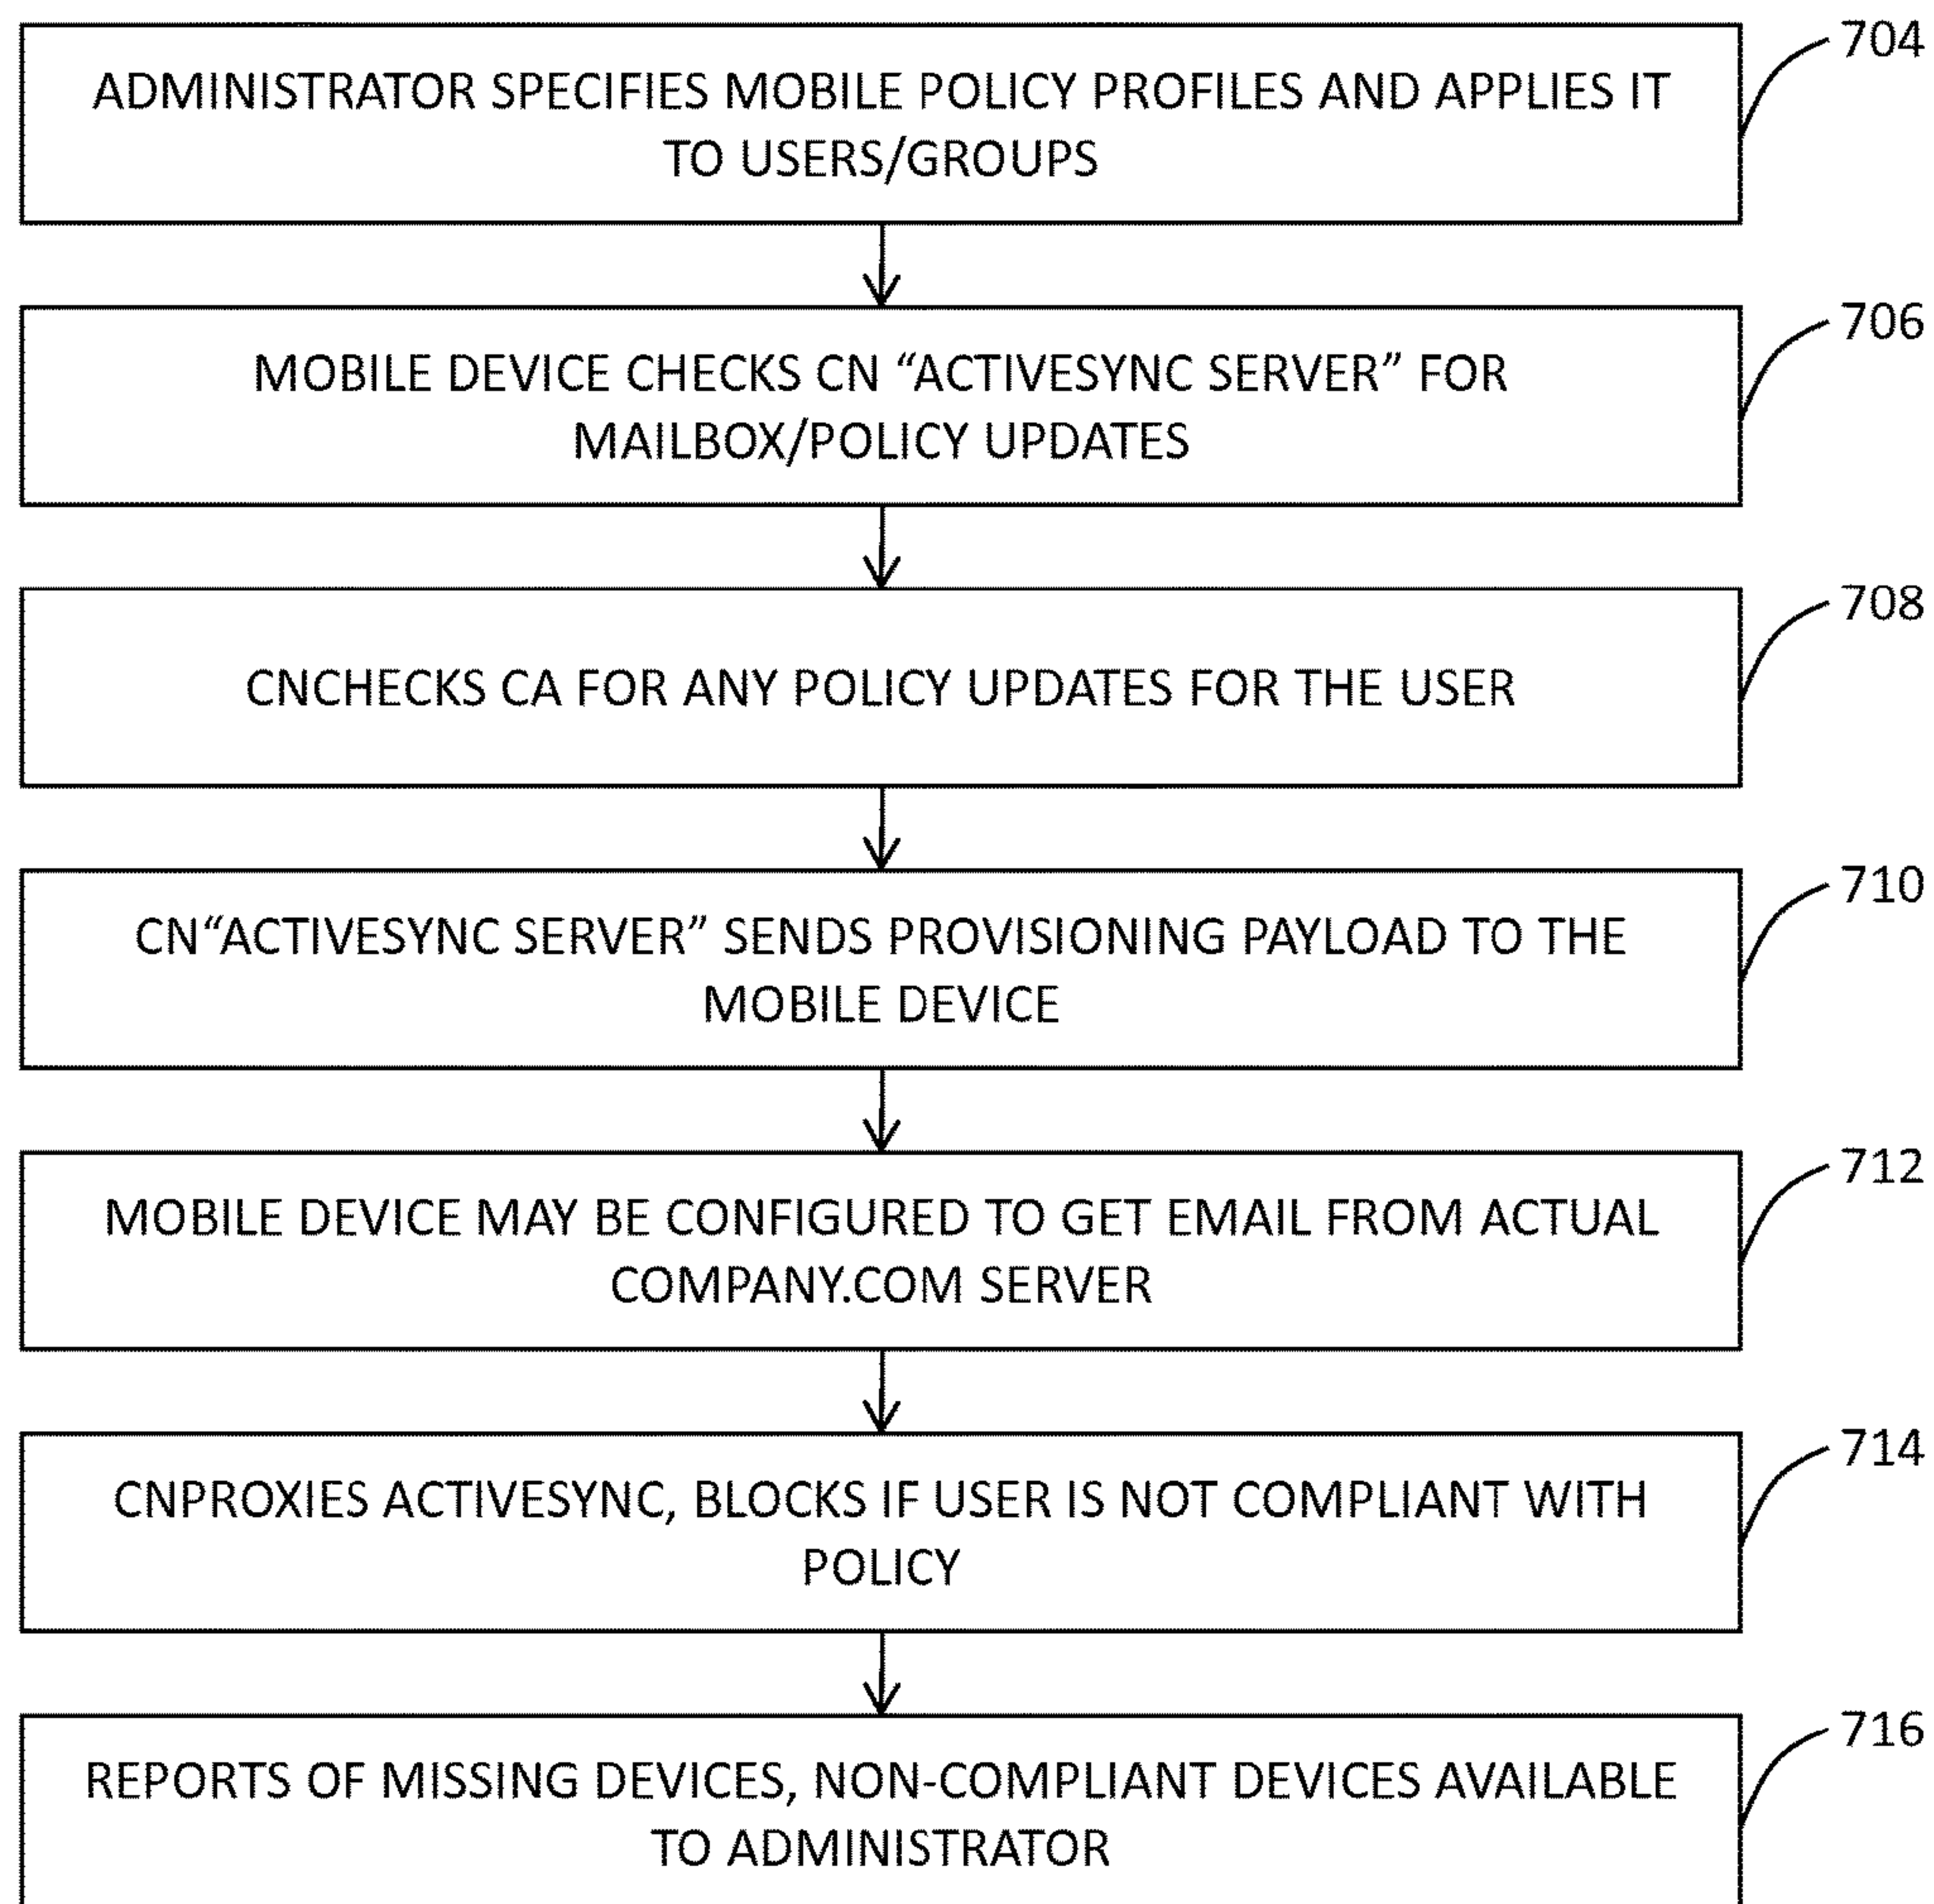 704
ADMINISTRATOR SPECIFIES MOBILE POLICY PROFILES AND APPLIES IT
TO USERS/GROUPS
706
MOBILE DEVICE CHECKS CN “ACTIVESYNC SERVER” FOR
MAILBOX/POLICY UPDATES
708
CNCHECKS CA FOR ANY POLICY UPDATES FOR THE USER
710
CN“ACTIVESYNC SERVER” SENDS PROVISIONING PAYLOAD TO THE
MOBILE DEVICE
712
MOBILE DEVICE MAY BE CONFIGURED TO GET EMAIL FROM ACTUAL
COMPANY.COM SERVER
714
CNPROXIES ACTIVESYNC, BLOCKS IF USER IS NOT COMPLIANT WITH
POLICY
716
REPORTS OF MISSING DEVICES, NON-COMPLIANT DEVICES AVAILABLE
TO ADMINISTRATOR